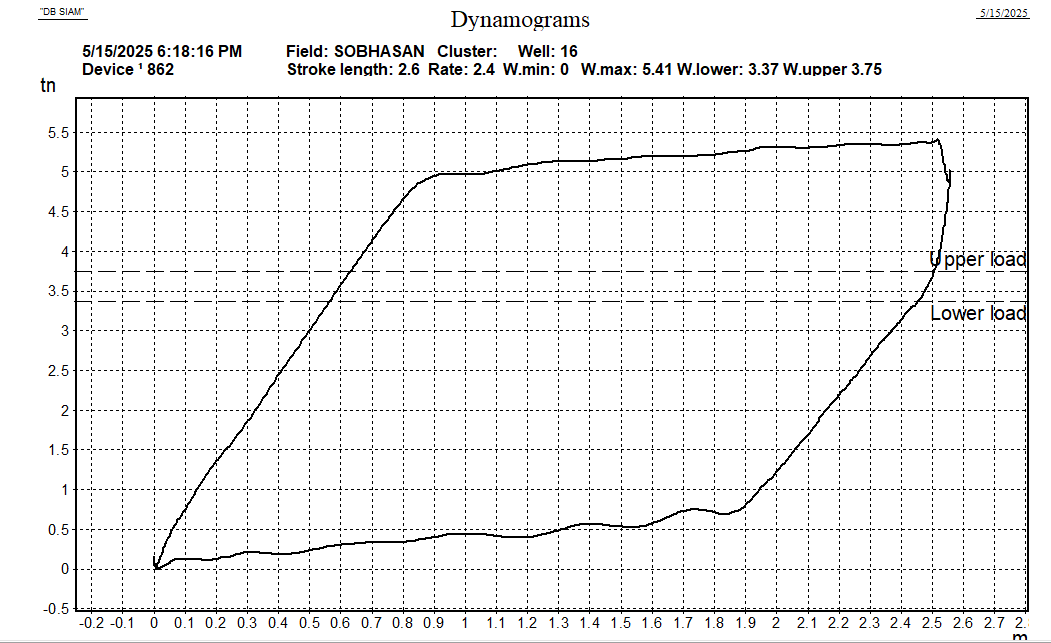 "DB SIAM"
5/15/2025
Dynamograms
5/15/2025 6:18:16 PM Field: SOBHASAN Cluster: Well: 16
Device ¹ 862 Stroke length: 2.6 Rate: 2.4 W.min: 0 W.max: 5.41 W.lower: 3.37 W.upper 3.75
tn
5.5
5
4.5
4
Upper load
3.5
Lower load
3
2.5
2
1.5
1
0.5
0
-0.5
-0.2 -0.1 0 0.1 0.2 0.3 0.4 0.5 0.6 0.7 0.8 0.9 1 1.1 1.2 1.3 1.4 1.5 1.6 1.7 1.8 1.9 2 2.1 2.2 2.3 2.4 2.5 2.6 2.7
m